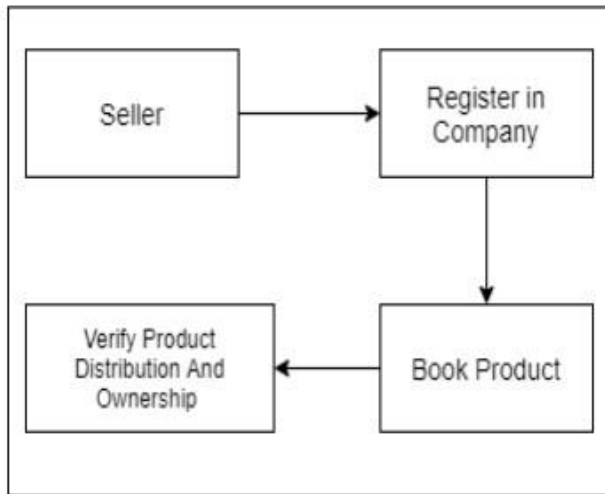 Seller
Register in
Company
Verify Product
Distribution And
Ownership
Book Product